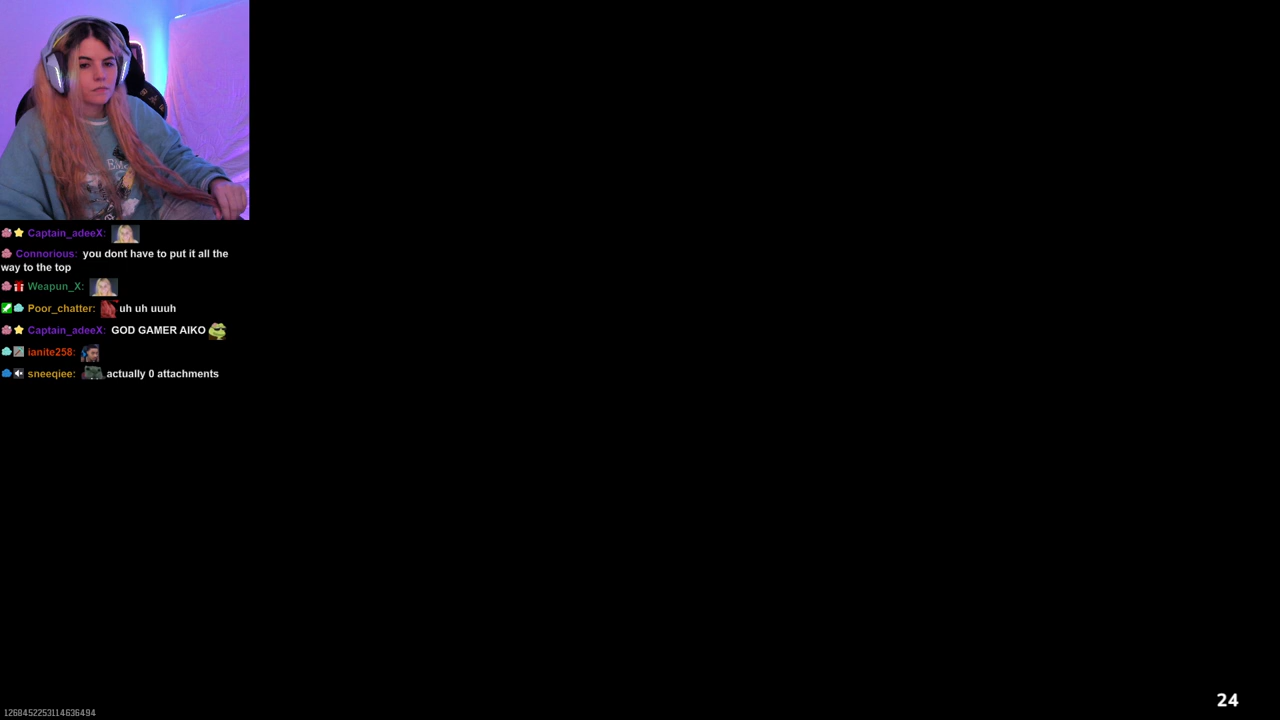 Captain_adeeX:
Connorious: you dont have to put it all the
way to the top
Weapun_X:
Poor_chatter: uh uh uuuh
Captain_adeeX: GOD GAMER AIKO
ianite258:
sneeqiee: actually 0 attachments
24
1268452253114636494